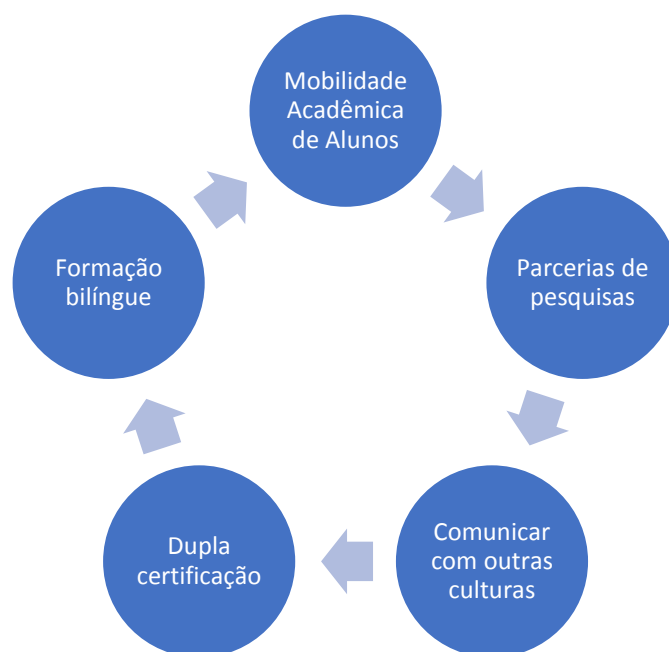 Mobilidade
Acadêmica
de Alunos
Parcerias de
pesquisas
Comunicar
com outras
culturas
Dupla
certificação
Formação
bilíngue